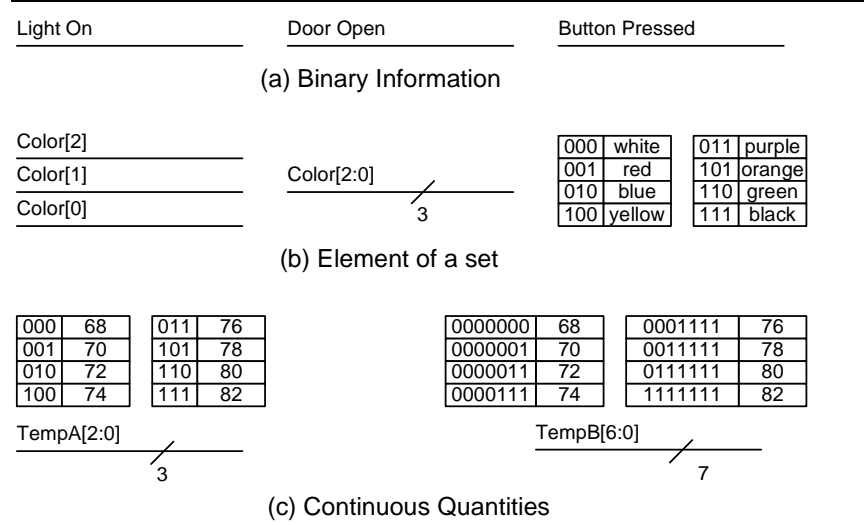 Light On Door Open Button Pressed
(a) Binary Information
Color[2]
Color[1]
Color[0]
Color[2:0]
3
000 white 011 purple
001 red 101 orange
010 blue 110 green
100 yellow 111 black
(b) Element of a set
000 68 011 76
001 70 101 78
010 72 110 80
100 74 111 82
TempA[2:0]
3
0000000 68 0001111 76
0000001 70 0011111 78
0000011 72 0111111 80
0000111 74 1111111 82
TempB[6:0]
7
(c) Continuous Quantities